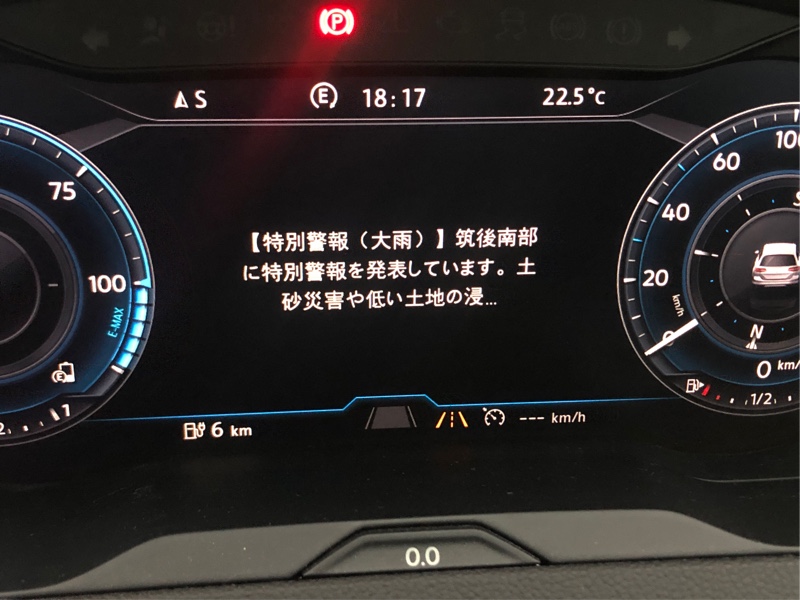 P
S
E 18:17
22.5°C
75
100
E-MAX
E
1
100
60
40
20
0
km/h
N
0 km/h
1/2
【特別警報（大雨）】筑後南部
に特別警報を発表しています。土
砂災害や低い土地の浸...
6 km
--- km/h
0.0